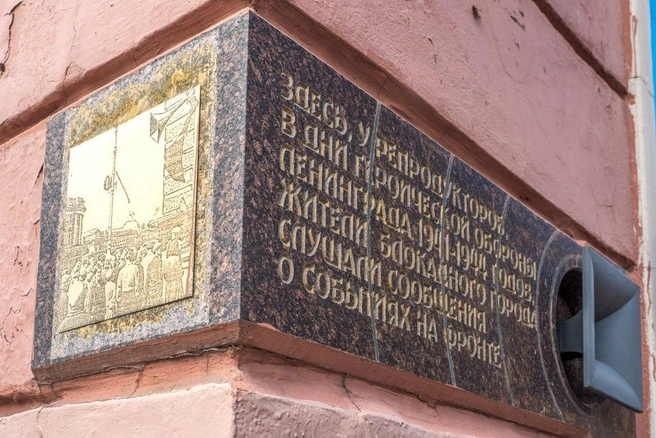 ЗДЕСЬ, У РЕПРОДУКТОРОВ,
В ДНИ ГЕРОИЧЕСКОЙ ОБОРОНЫ
ЛЕНИНГРАДА 1941-1944 ГОДОВ,
ЖИТЕЛИ БЛОКАДНОГО ГОРОДА
СЛУШАЛИ СООБЩЕНИЯ
О СОБЫТИЯХ НА ФРОНТЕ